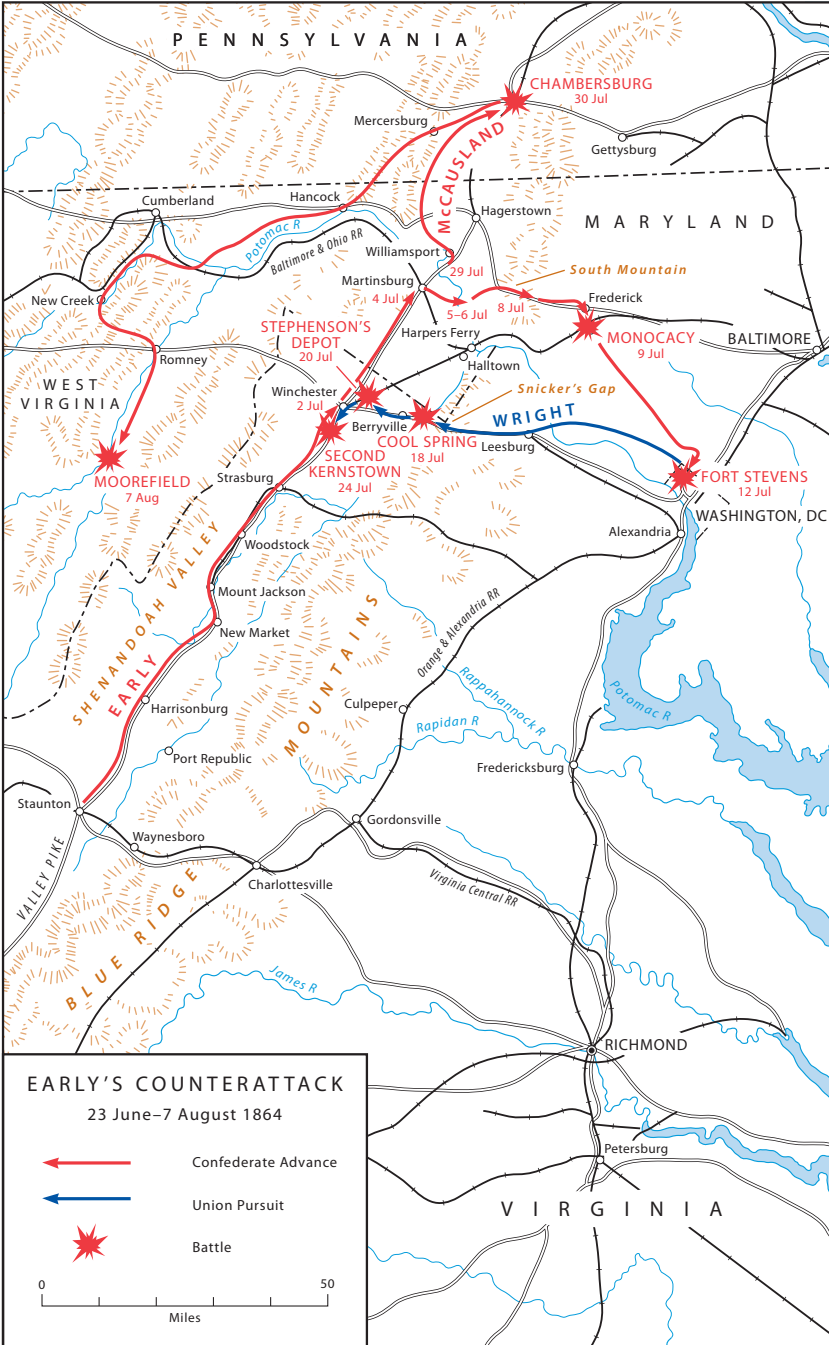 PENNSYLVANIA
CHAMBERSBURG
30 Jul
Mercersburg
Gettysburg
McCAUSLAND
Cumberland
Hancock
Hagerstown
MARYLAND
Potomac R
Baltimore & Ohio RR
Williamsport
29 Jul
South Mountain
Martinsburg
4 Jul
New Creek
5–6 Jul
8 Jul
Frederick
STEPHENSON'S
DEPOT
20 Jul
Harpers Ferry
MONOCACY
9 Jul
BALTIMORE
Romney
Halltown
WEST
VIRGINIA
Winchester
2 Jul
Snicker's Gap
Berryville
WRIGHT
COOL SPRING
18 Jul
Leesburg
SECOND
KERNSTOWN
24 Jul
MOOREFIELD
7 Aug
Strasburg
FORT STEVENS
12 Jul
WASHINGTON, DC
Alexandria
Woodstock
Mount Jackson
New Market
SHENANDOAH VALLEY
EARLY
Orange & Alexandria RR
MOUNTAINS
Harrisonburg
Culpeper
Rappahannock R
Rapidan R
Potomac R
Port Republic
Fredericksburg
Staunton
Gordonsville
Waynesboro
VALLEY PIKE
Charlottesville
Virginia Central RR
BLUE RIDGE
James R
RICHMOND
Petersburg
VIRGINIA
EARLY'S COUNTERATTACK
23 June–7 August 1864
Confederate Advance
Union Pursuit
Battle
0 50
Miles